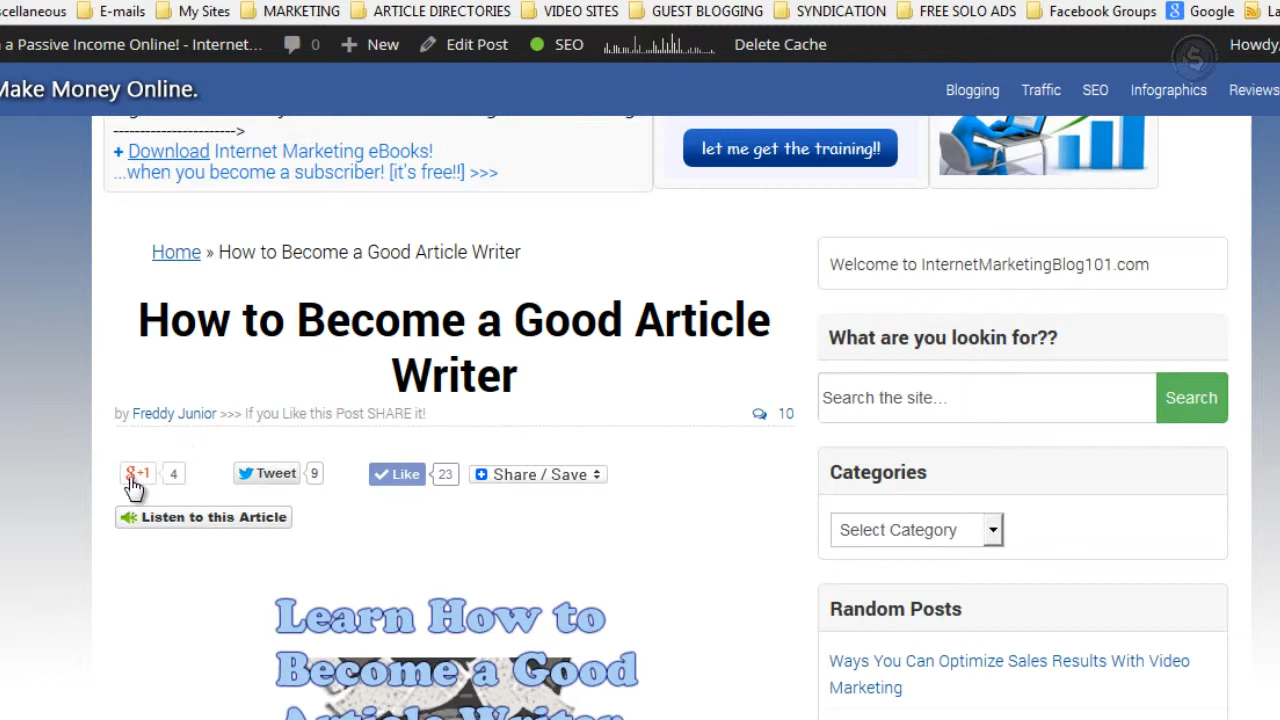 E-mails My Sites MARKETING ARTICLE DIRECTORIES VIDEO SITES GUEST BLOGGING SYNDICATION FREE SOLO ADS Facebook Groups Google
a Passive Income Online! - Internet... 0 New Edit Post SEO Delete Cache Howdy,
Make Money Online. Blogging Traffic SEO Infographics Reviews
---------------------->
+ Download Internet Marketing eBooks!
...when you become a subscriber! [it's free!!] >>>
let me get the training!!
Home » How to Become a Good Article Writer
How to Become a Good Article
Writer
by Freddy Junior >>> If you Like this Post SHARE it! 10
g+1 4 Tweet 9 Like 23 Share / Save
Listen to this Article
Learn How to
Become a Good
Article Writer
Welcome to InternetMarketingBlog101.com
What are you lookin for??
Search the site... Search
Categories
Select Category
Random Posts
Ways You Can Optimize Sales Results With Video
Marketing